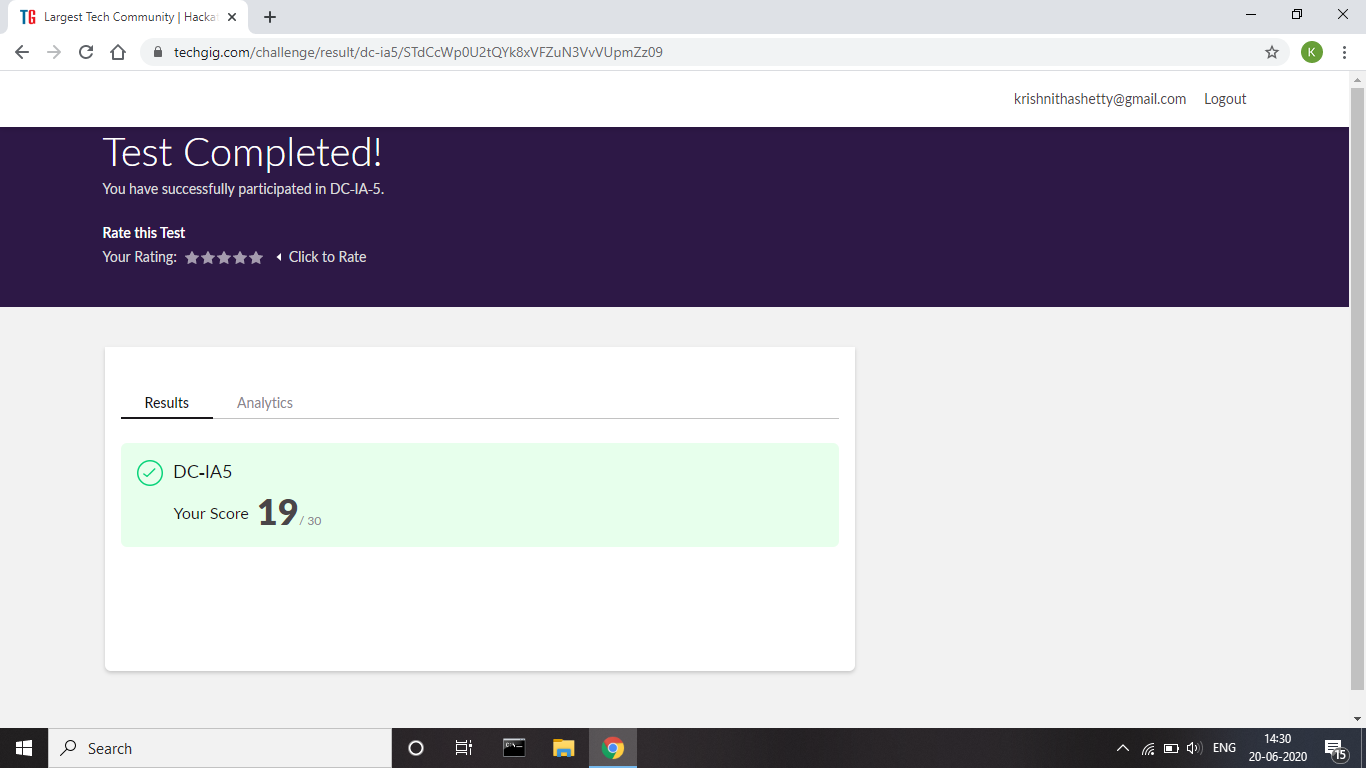 TG Largest Tech Community | Hacka
techgig.com/challenge/result/dc-ia5/STdCcWp0U2tQYk8xVFZuN3VvVUpmZz09
K
krishnithashetty@gmail.com Logout
Test Completed!
You have successfully participated in DC-IA-5.
Rate this Test
Your Rating: Click to Rate
Results Analytics
DC-IA5
Your Score 19 / 30
Search
ENG
14:30
20-06-2020
15